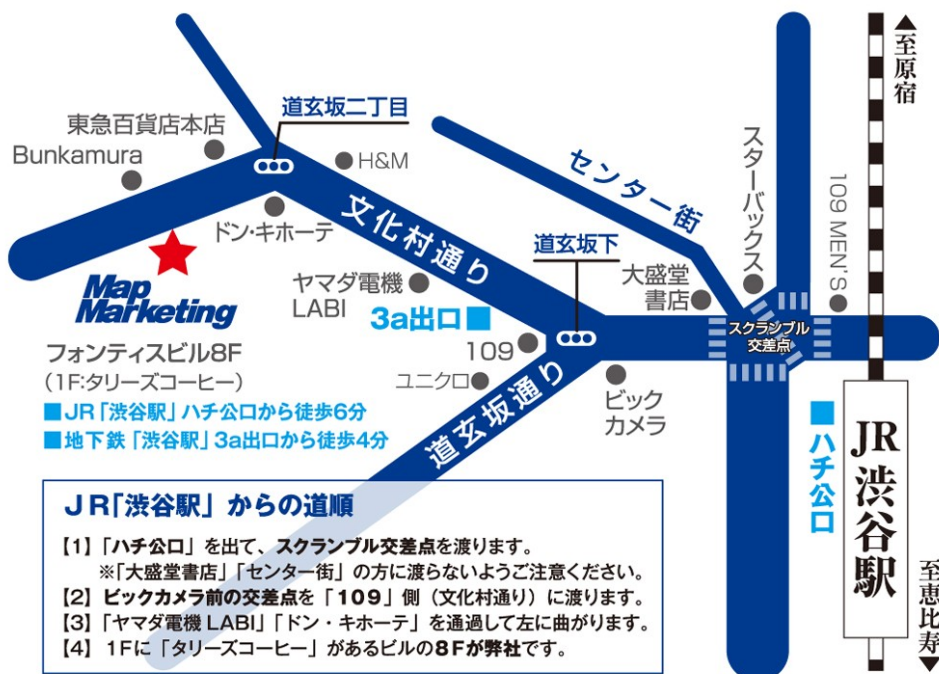 ▲至原宿
道玄坂二丁目
東急百貨店本店
Bunkamura
H&M
センター街
スターバックス
109 MEN'S
ドン・キホーテ
文化村通り
道玄坂下
Map
Marketing
ヤマダ電機
LABI
3a出口■
大盛堂
書店
スクランブル
交差点
フォンティスビル8F
(1F:タリーズコーヒー)
109
ユニクロ
ビック
カメラ
道玄坂通り
■JR「渋谷駅」ハチ公口から徒歩6分
■地下鉄「渋谷駅」3a出口から徒歩4分
■ハチ公口
JR渋谷駅
至恵比寿▼
JR「渋谷駅」からの道順
【1】「ハチ公口」を出て、スクランブル交差点を渡ります。
※「大盛堂書店」「センター街」の方に渡らないようご注意ください。
【2】ビックカメラ前の交差点を「109」側(文化村通り)に渡ります。
【3】「ヤマダ電機 LABI」「ドン・キホーテ」を通過して左に曲がります。
【4】1Fに「タリーズコーヒー」があるビルの8Fが弊社です。